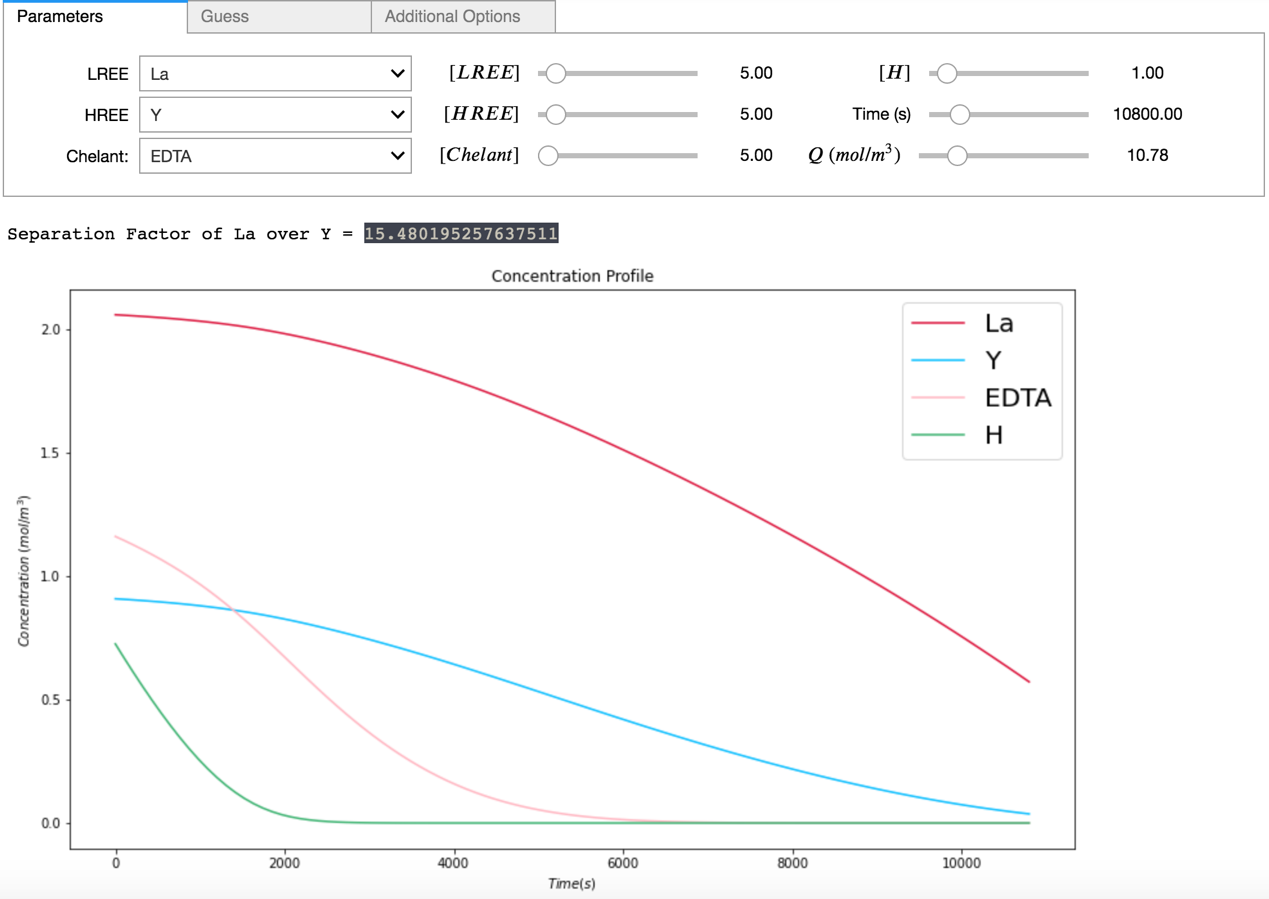 Parameters Guess Additional Options
LREE La [LREE] 5.00 [H] 1.00
HREE Y [HREE] 5.00 Time (s) 10800.00
Chelant: EDTA [Chelant] 5.00 Q (mol/m³) 10.78
Separation Factor of La over Y = 15.480195257637511
Concentration Profile
La
Y
EDTA
H
2.0
1.5
1.0
0.5
0.0
Concentration (mol/m³)
0 2000 4000 6000 8000 10000
Time(s)